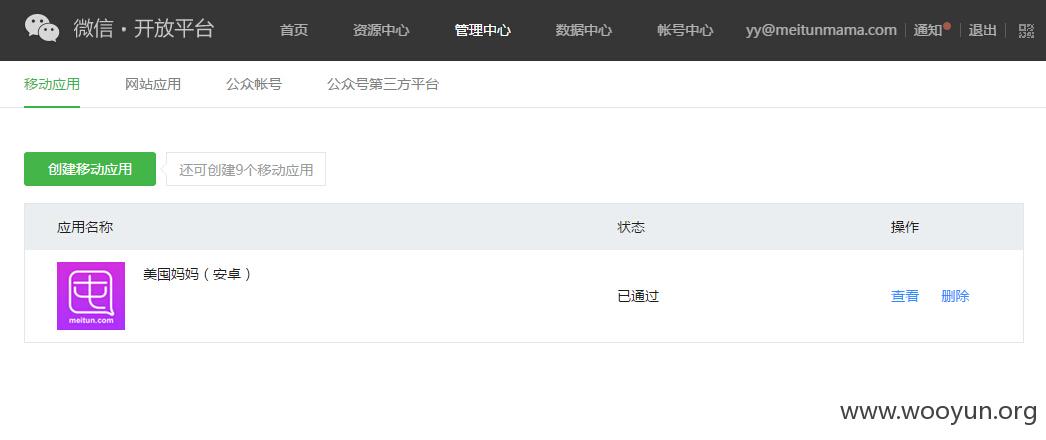 微信・开放平台 首页 资源中心 管理中心 数据中心 帐号中心 yy@meitunmama.com 通知 退出
移动应用 网站应用 公众帐号 公众号第三方平台
创建移动应用 还可创建9个移动应用
应用名称 状态 操作
美囤妈妈（安卓） 已通过 查看 删除
屯
meitun.com
www.wooyun.org